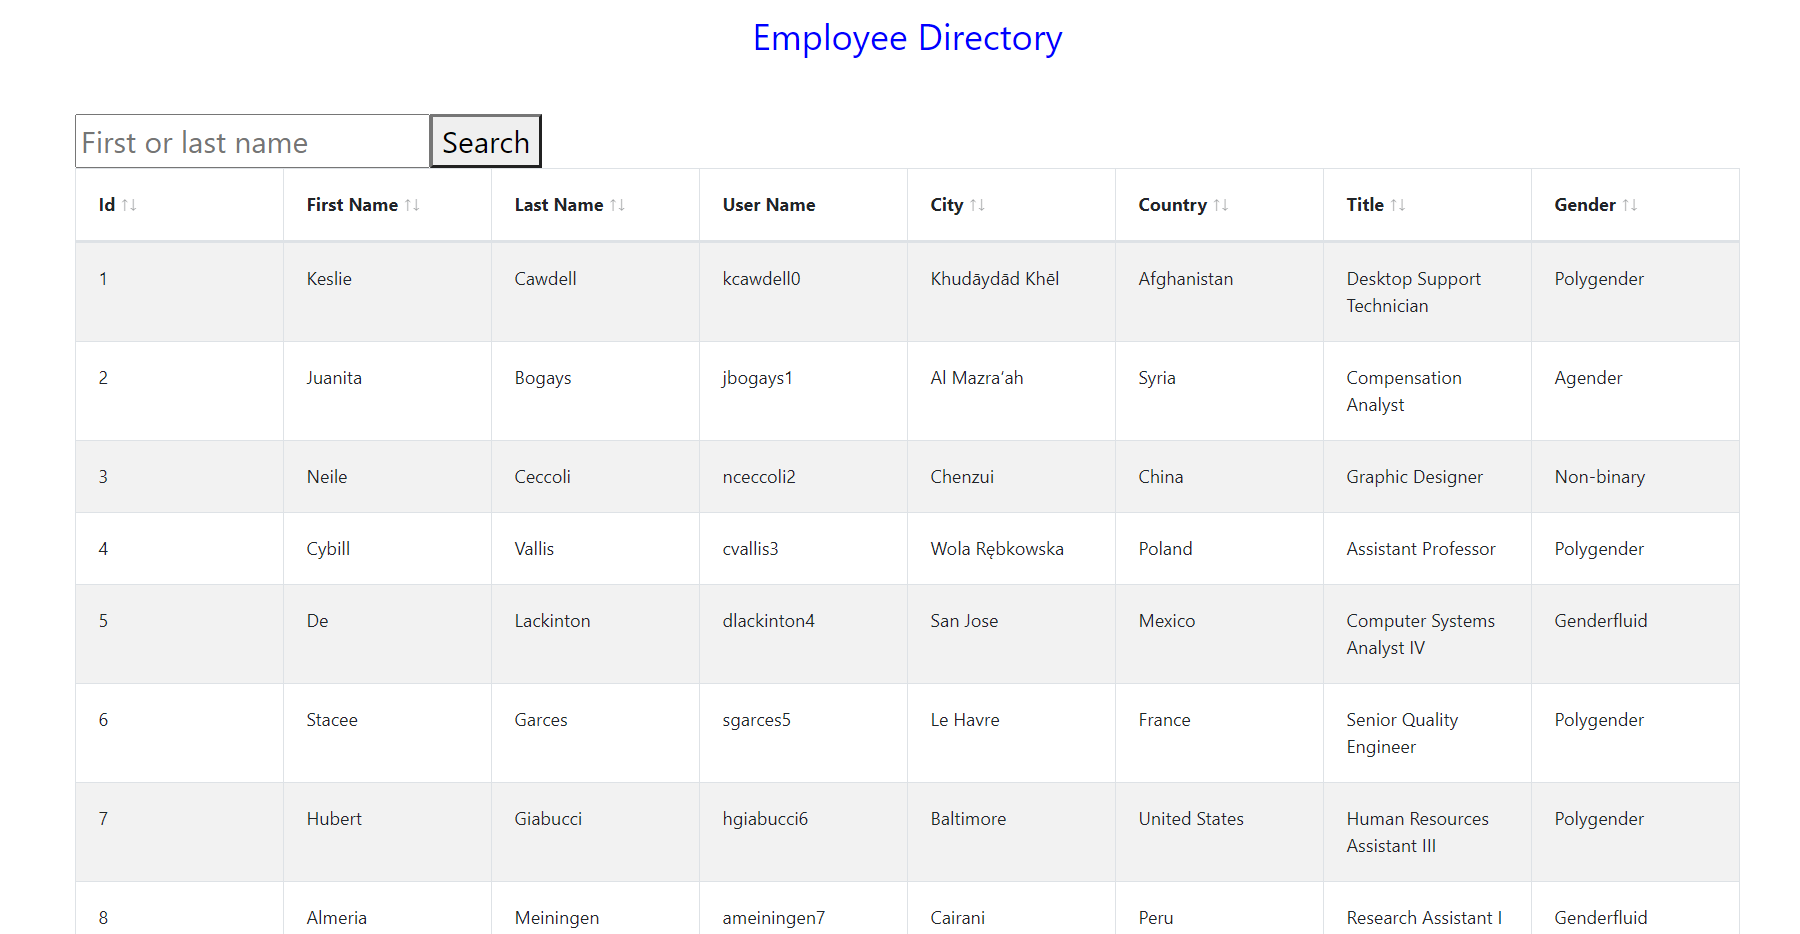 Employee Directory
First or last name Search
Id ↑↓ First Name ↑↓ Last Name ↑↓ User Name City ↑↓ Country ↑↓ Title ↑↓ Gender ↑↓
1 Keslie Cawdell kcawdell0 Khudāydād Khēl Afghanistan Desktop Support Polygender
Technician
2 Juanita Bogays jbogays1 Al Mazra‘ah Syria Compensation Agender
Analyst
3 Neile Ceccoli nceccoli2 Chenzui China Graphic Designer Non-binary
4 Cybill Vallis cvallis3 Wola Rębkowska Poland Assistant Professor Polygender
5 De Lackinton dlackinton4 San Jose Mexico Computer Systems Genderfluid
Analyst IV
6 Stacee Garces sgarces5 Le Havre France Senior Quality Polygender
Engineer
7 Hubert Giabucci hgiabucci6 Baltimore United States Human Resources Polygender
Assistant III
8 Almeria Meiningen ameiningen7 Cairani Peru Research Assistant I Genderfluid